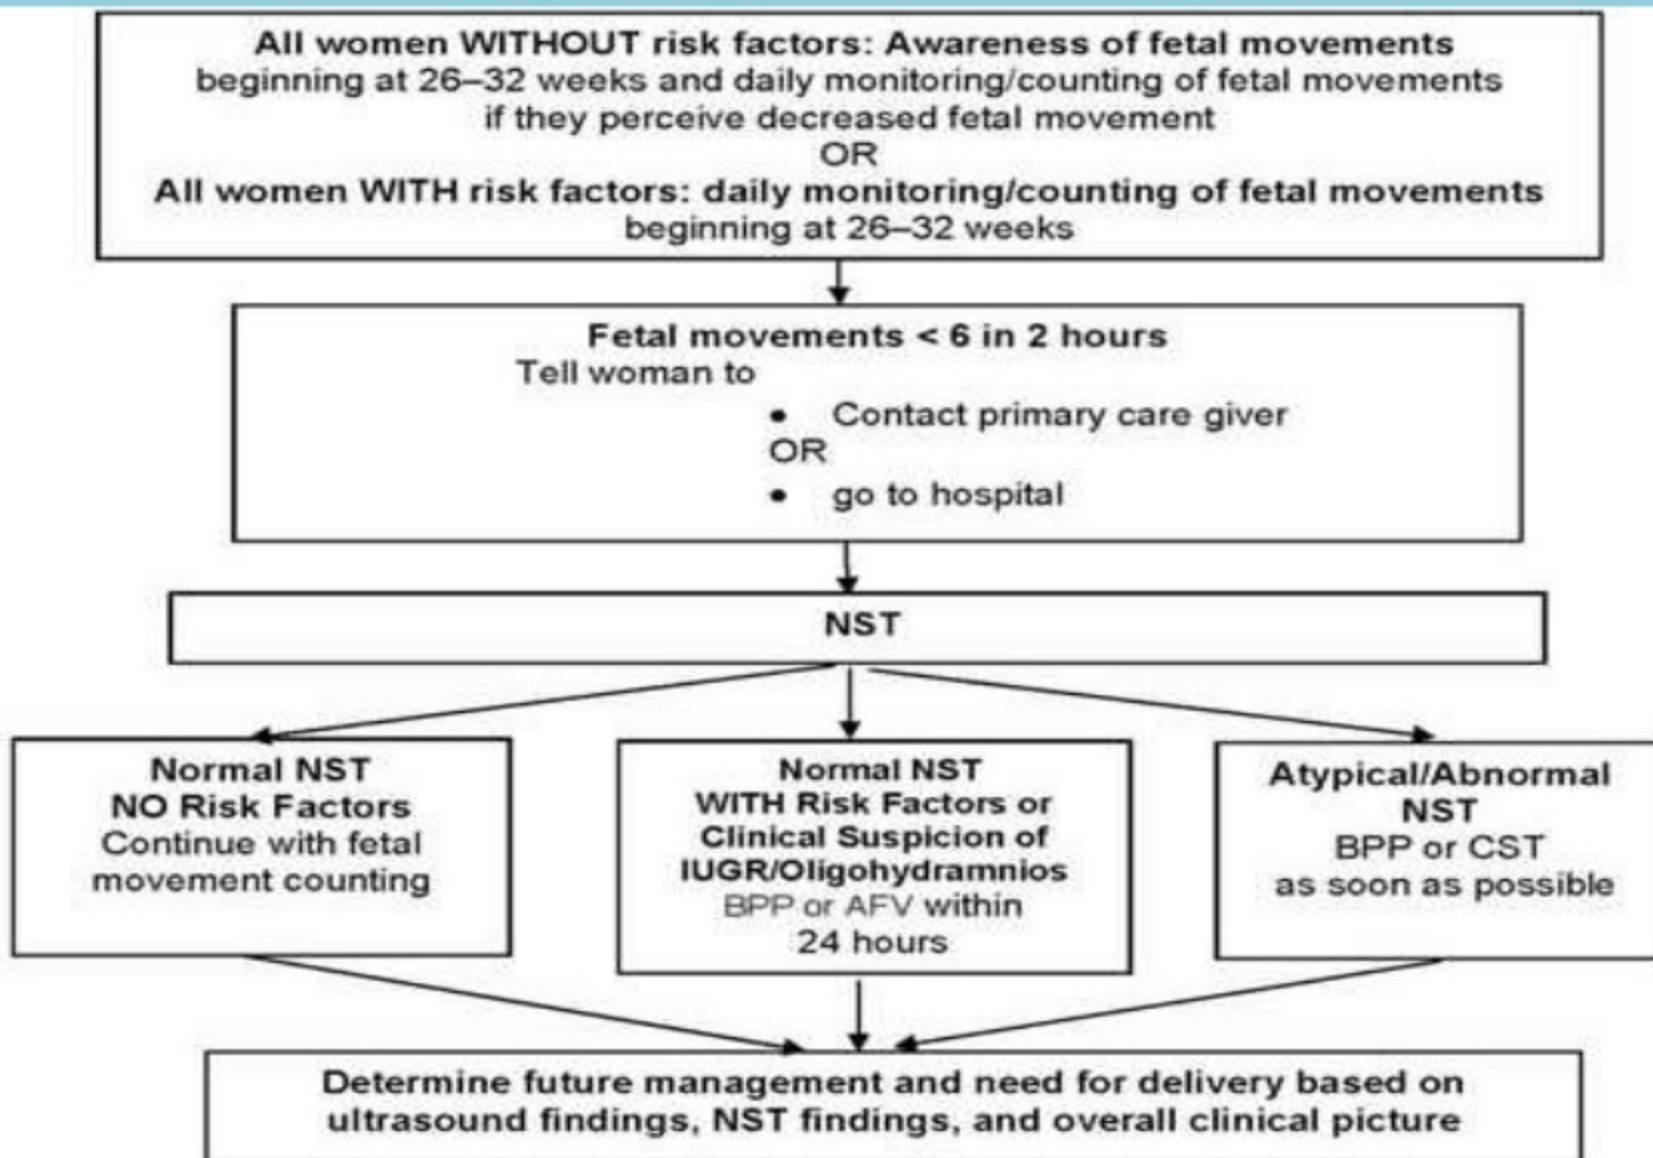 All women WITHOUT risk factors: Awareness of fetal movements
beginning at 26–32 weeks and daily monitoring/counting of fetal movements
if they perceive decreased fetal movement
OR
All women WITH risk factors: daily monitoring/counting of fetal movements
beginning at 26–32 weeks
Fetal movements < 6 in 2 hours
Tell woman to
• Contact primary care giver
OR
• go to hospital
NST
Normal NST
NO Risk Factors
Continue with fetal
movement counting
Normal NST
WITH Risk Factors or
Clinical Suspicion of
IUGR/Oligohydramnios
BPP or AFV within
24 hours
Atypical/Abnormal
NST
BPP or CST
as soon as possible
Determine future management and need for delivery based on
ultrasound findings, NST findings, and overall clinical picture